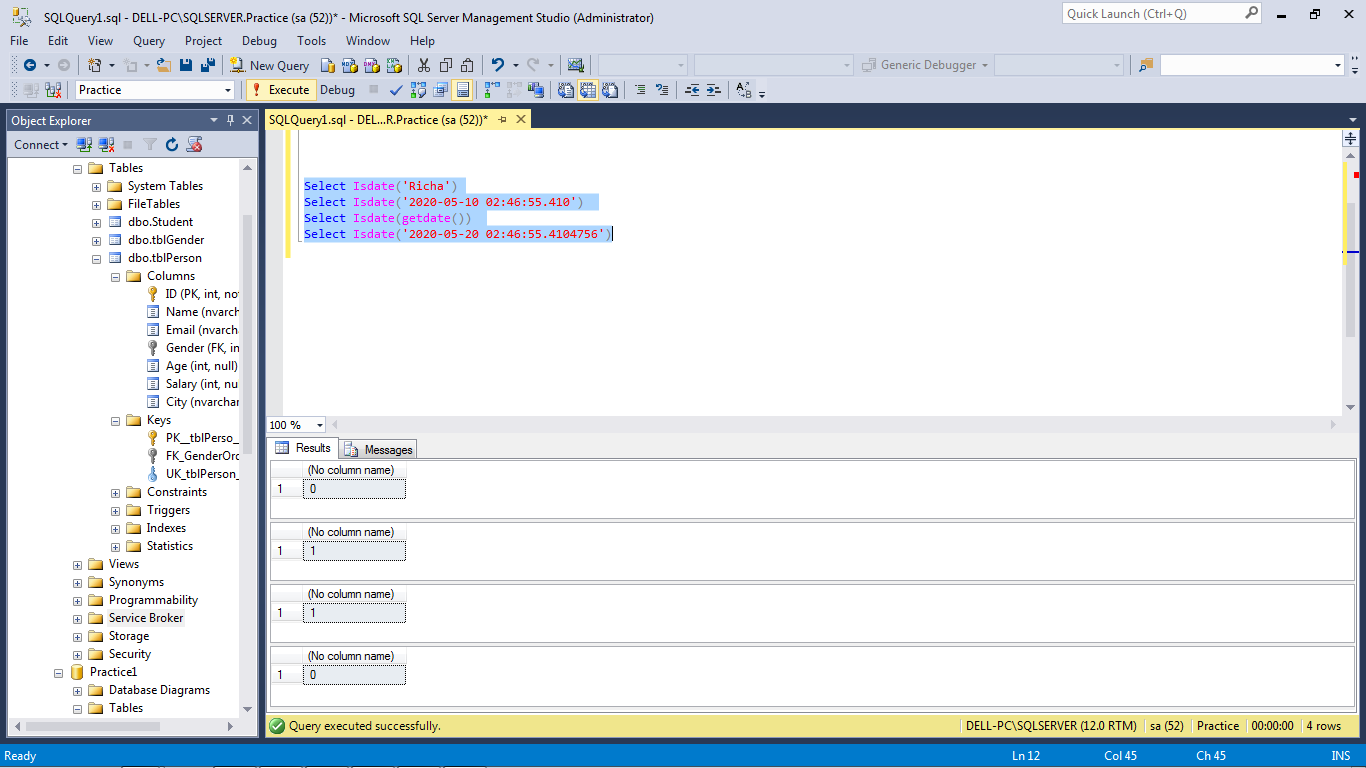 SQLQuery1.sql - DELL-PC\SQLSERVER.Practice (sa (52))* - Microsoft SQL Server Management Studio (Administrator)
Quick Launch (Ctrl+Q)
File Edit View Query Project Debug Tools Window Help
New Query
Generic Debugger
Practice
Execute Debug
Object Explorer
SQLQuery1.sql - DEL...R.Practice (sa (52))*
Connect
Tables
System Tables
FileTables
dbo.Student
dbo.tblGender
dbo.tblPerson
Columns
ID (PK, int, no
Name (nvarch
Email (nvarch
Gender (FK, in
Age (int, null)
Salary (int, nu
City (nvarchar
Keys
PK__tblPerso_
FK_GenderOrd
UK_tblPerson_
Constraints
Triggers
Indexes
Statistics
Views
Synonyms
Programmability
Service Broker
Storage
Security
Practice1
Database Diagrams
Tables
Select Isdate('Richa')
Select Isdate('2020-05-10 02:46:55.410')
Select Isdate(getdate())
Select Isdate('2020-05-20 02:46:55.4104756')
100 %
Results Messages
(No column name)
1 0
(No column name)
1 1
(No column name)
1 1
(No column name)
1 0
Query executed successfully.
DELL-PC\SQLSERVER (12.0 RTM) sa (52) Practice 00:00:00 4 rows
Ready Ln 12 Col 45 Ch 45 INS